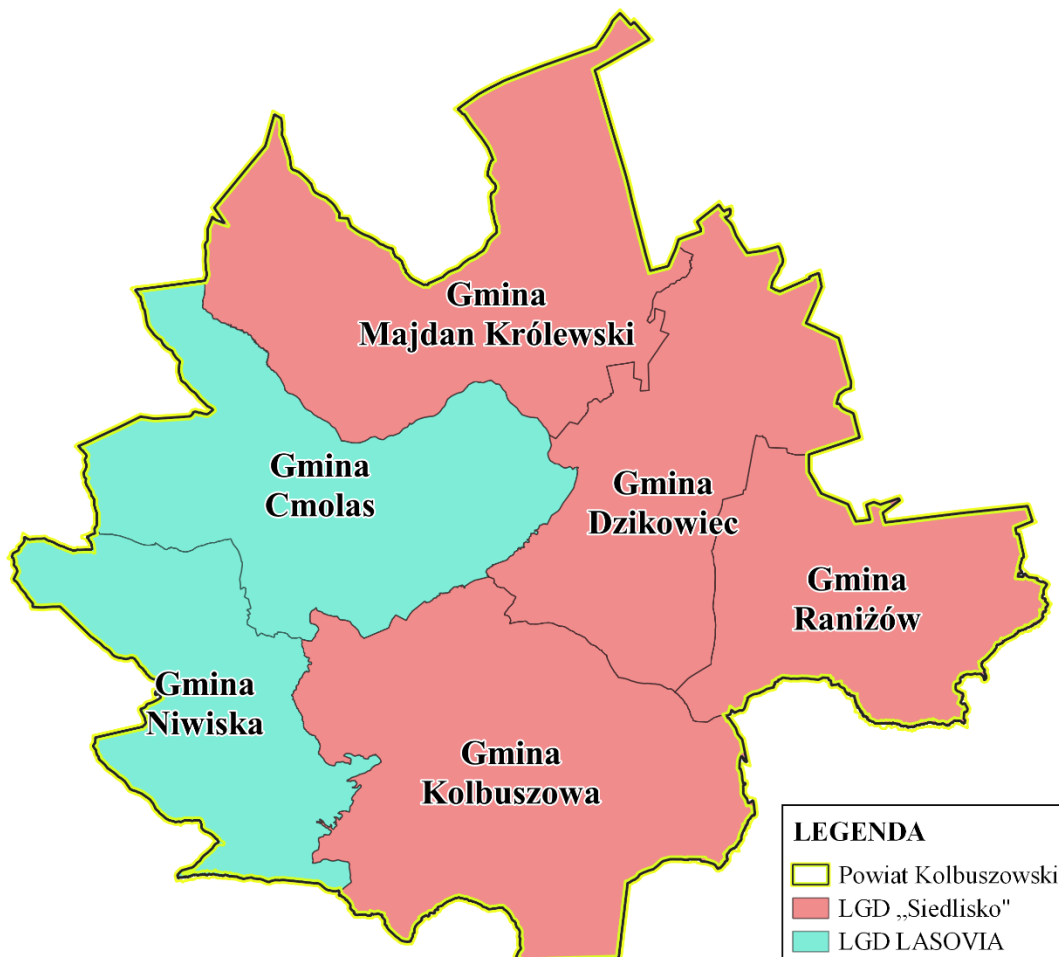 Gmina
Majdan Królewski
Gmina
Cmolas
Gmina
Dzikowiec
Gmina
Raniżów
Gmina
Niwiska
Gmina
Kolbuszowa
LEGENDA
Powiat Kolbuszowski
LGD „Siedlisko"
LGD LASOVIA